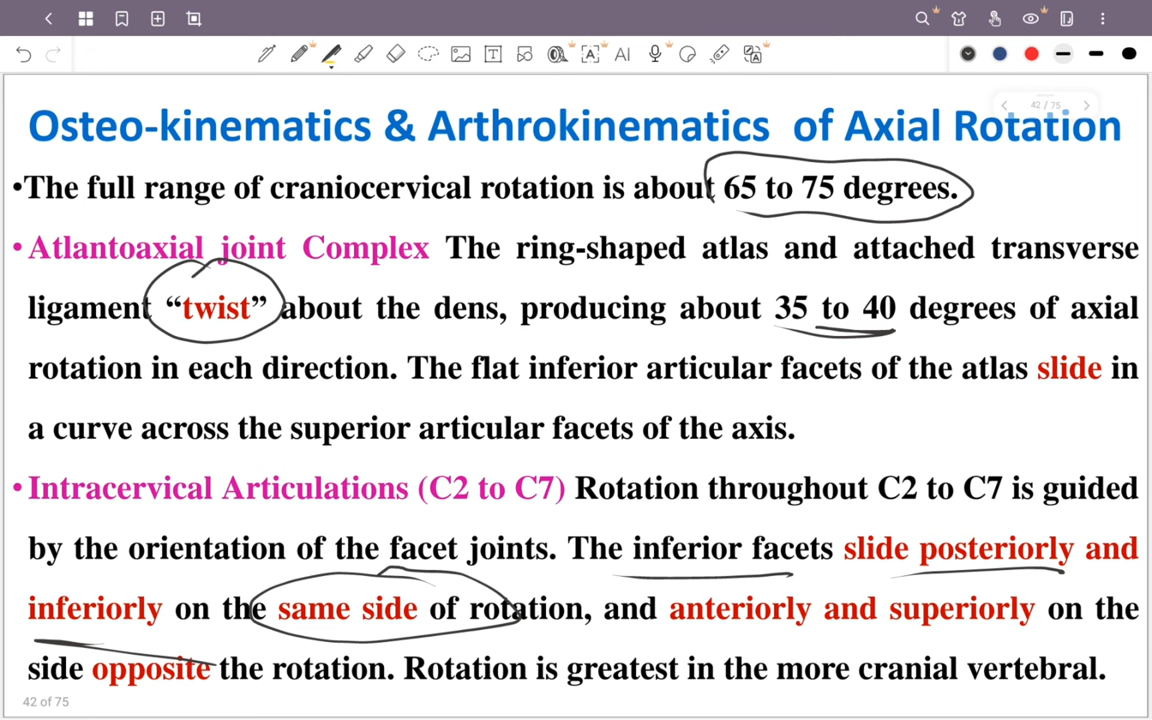 42 / 75
Osteo-kinematics & Arthrokinematics of Axial Rotation
•The full range of craniocervical rotation is about 65 to 75 degrees.
• Atlantoaxial joint Complex The ring-shaped atlas and attached transverse
ligament “twist” about the dens, producing about 35 to 40 degrees of axial
rotation in each direction. The flat inferior articular facets of the atlas slide in
a curve across the superior articular facets of the axis.
• Intracervical Articulations (C2 to C7) Rotation throughout C2 to C7 is guided
by the orientation of the facet joints. The inferior facets slide posteriorly and
inferiorly on the same side of rotation, and anteriorly and superiorly on the
side opposite the rotation. Rotation is greatest in the more cranial vertebral.
42 of 75